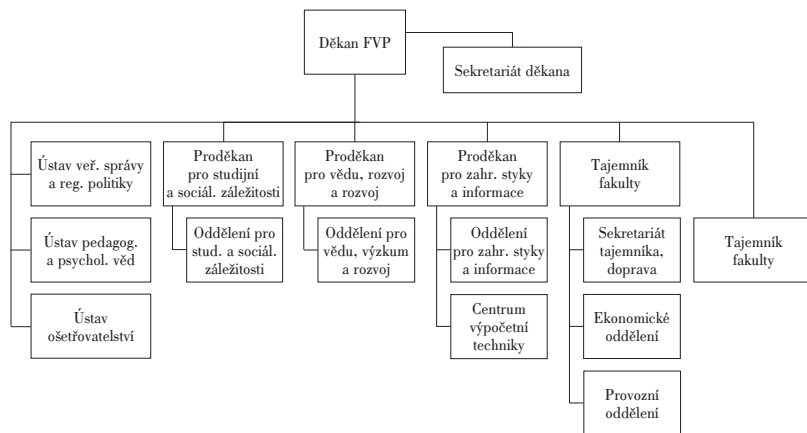 Děkan FVP
Sekretariát děkana
Ústav veř. správy
a reg. politiky
Proděkan
pro studijní
a sociál. záležitosti
Proděkan
pro vědu, rozvoj
a rozvoj
Proděkan
pro zahr. styky
a informace
Tajemník
fakulty
Ústav pedagog.
a psychol. věd
Oddělení pro
stud. a sociál.
záležitosti
Oddělení pro
vědu, výzkum
a rozvoj
Oddělení
pro zahr. styky
a informace
Sekretariát
tajemníka,
doprava
Tajemník
fakulty
Ústav
ošetřovatelství
Centrum
výpočetní
techniky
Ekonomické
oddělení
Provozní
oddělení